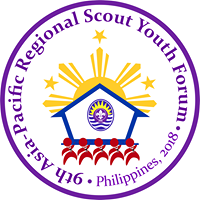 9th Asia-Pacific Regional Scout Youth Forum
• Philippines, 2018 •